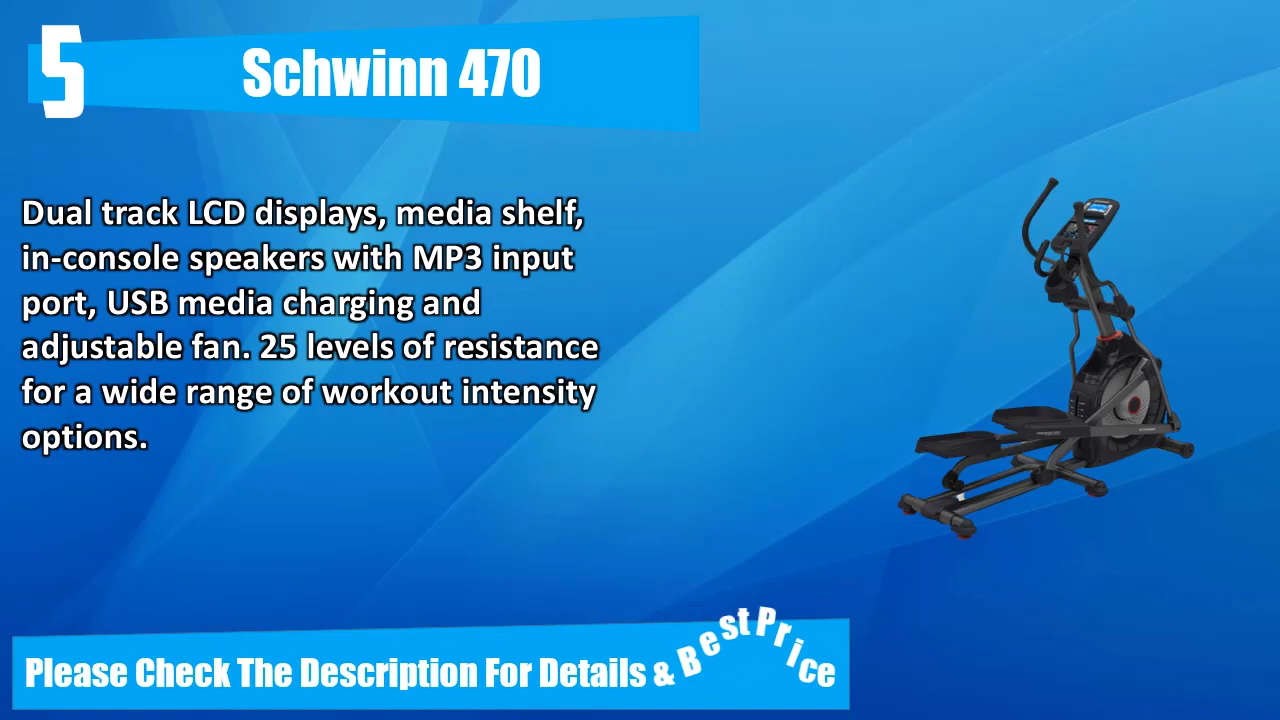 5
Schwinn 470
Dual track LCD displays, media shelf,
in-console speakers with MP3 input
port, USB media charging and
adjustable fan. 25 levels of resistance
for a wide range of workout intensity
options.
Please Check The Description For Details & Best Price